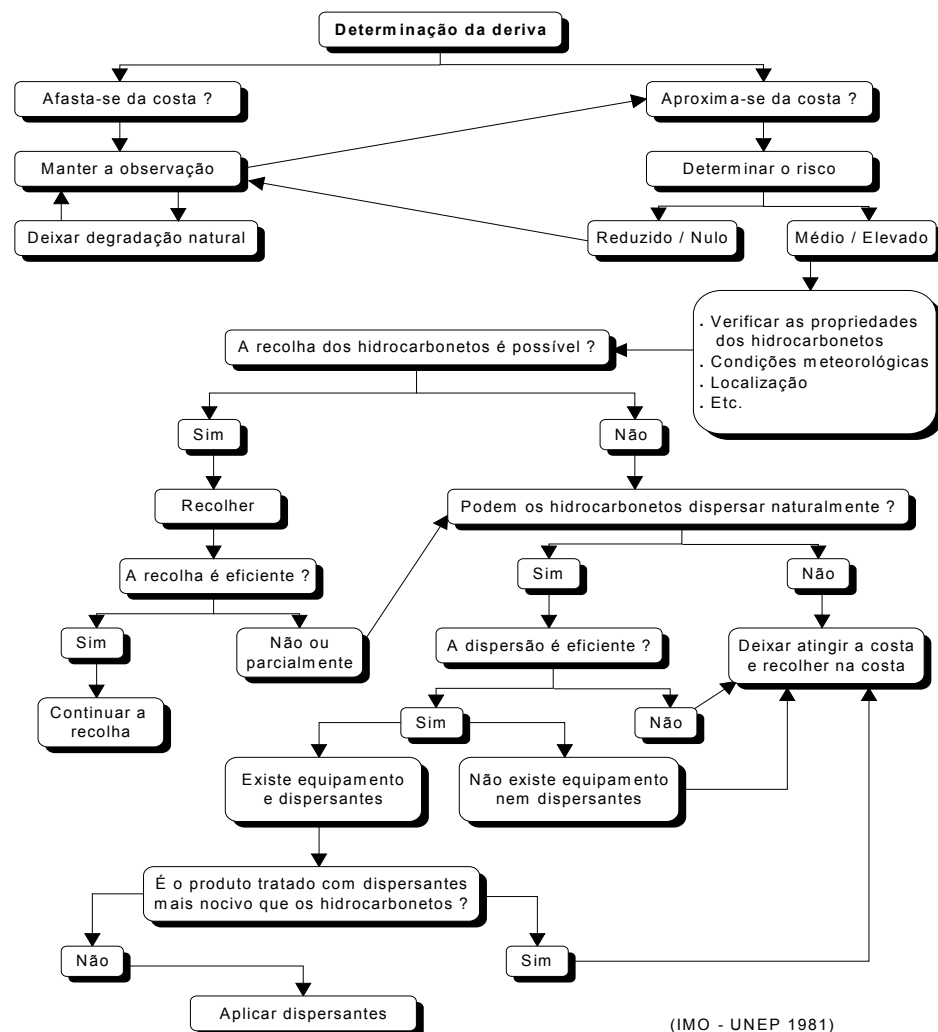 Determinação da deriva
Afasta-se da costa ?
Aproxima-se da costa ?
Manter a observação
Determinar o risco
Deixar degradação natural
Reduzido / Nulo
Médio / Elevado
. Verificar as propriedades
dos hidrocarbonetos
. Condições meteorológicas
. Localização
. Etc.
A recolha dos hidrocarbonetos é possível ?
Sim
Não
Recolher
Podem os hidrocarbonetos dispersar naturalmente ?
A recolha é eficiente ?
Sim
Não
Sim
Não ou
parcialmente
A dispersão é eficiente ?
Deixar atingir a costa
e recolher na costa
Continuar a
recolha
Sim
Não
Existe equipamento
e dispersantes
Não existe equipamento
nem dispersantes
É o produto tratado com dispersantes
mais nocivo que os hidrocarbonetos ?
Não
Sim
Aplicar dispersantes
(IMO - UNEP 1981)